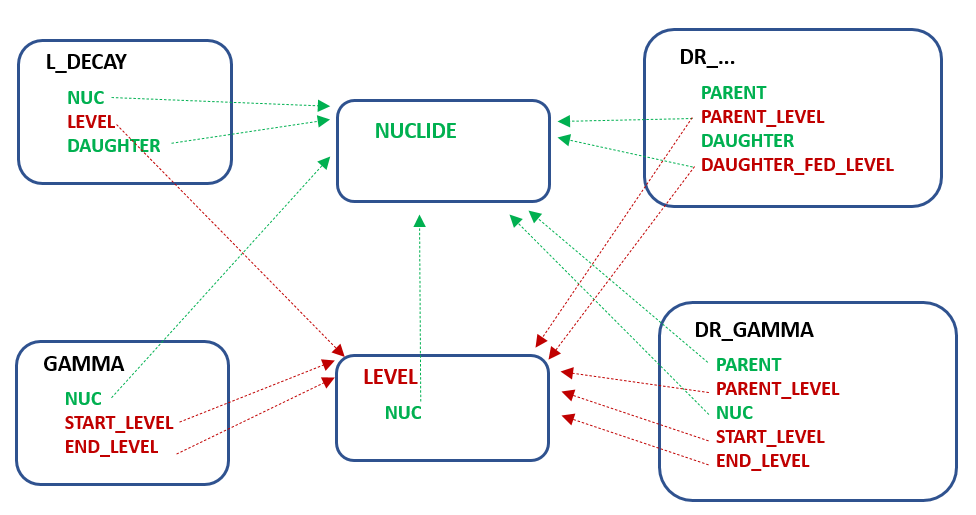 L_DECAY
NUC
LEVEL
DAUGHTER
NUCLIDE
DR_...
PARENT
PARENT_LEVEL
DAUGHTER
DAUGHTER_FED_LEVEL
GAMMA
NUC
START_LEVEL
END_LEVEL
LEVEL
NUC
DR_GAMMA
PARENT
PARENT_LEVEL
NUC
START_LEVEL
END_LEVEL